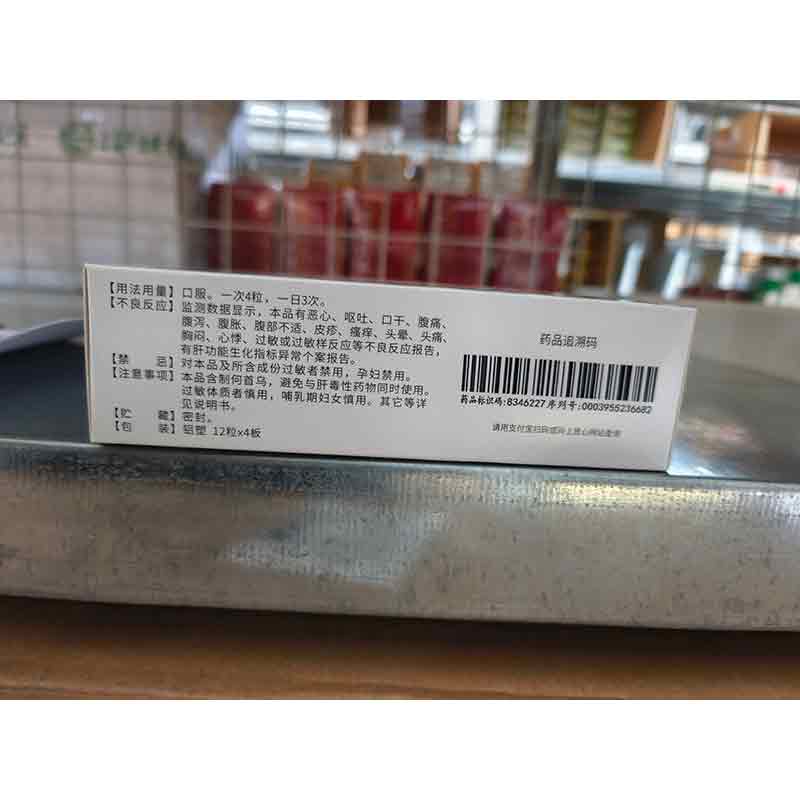 【用法用量】口服。一次4粒，一日3次。
【不良反应】监测数据显示，本品有恶心、呕吐、口干、腹痛、
腹泻、腹胀、腹部不适、皮疹、瘙痒、头晕、头痛、
胸闷、心悸、过敏或过敏样反应等不良反应报告，
有肝功能生化指标异常个案报告。
【禁　　忌】对本品及所含成份过敏者禁用，孕妇禁用。
【注意事项】本品含制何首乌，避免与肝毒性药物同时使用。
过敏体质者慎用，哺乳期妇女慎用。其它等详
见说明书。
【贮　　藏】密封。
【包　　装】铝塑 12粒x4板
药品追溯码
药品标识码:8346227 序列号:0003955236682
请用支付宝扫码或网上放心网站查询